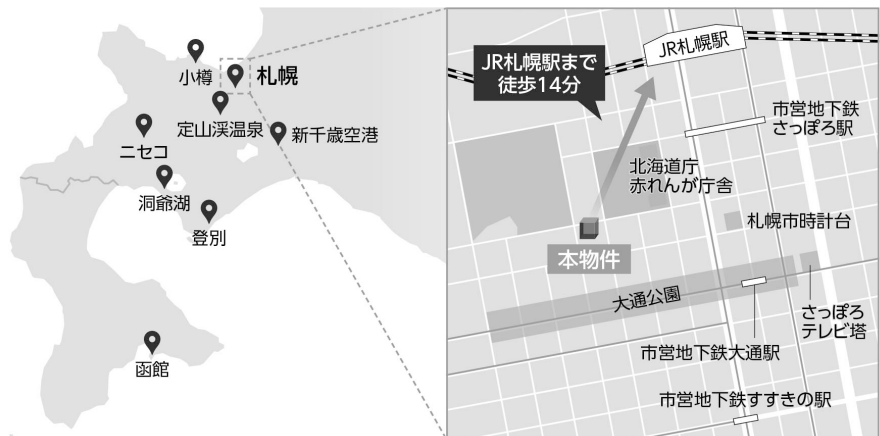 小樽
札幌
定山渓温泉
新千歳空港
ニセコ
洞爺湖
登別
函館
JR札幌駅
JR札幌駅まで
徒歩14分
市営地下鉄
さっぽろ駅
北海道庁
赤れんが庁舎
札幌市時計台
本物件
大通公園
さっぽろ
テレビ塔
市営地下鉄大通駅
市営地下鉄すすきの駅